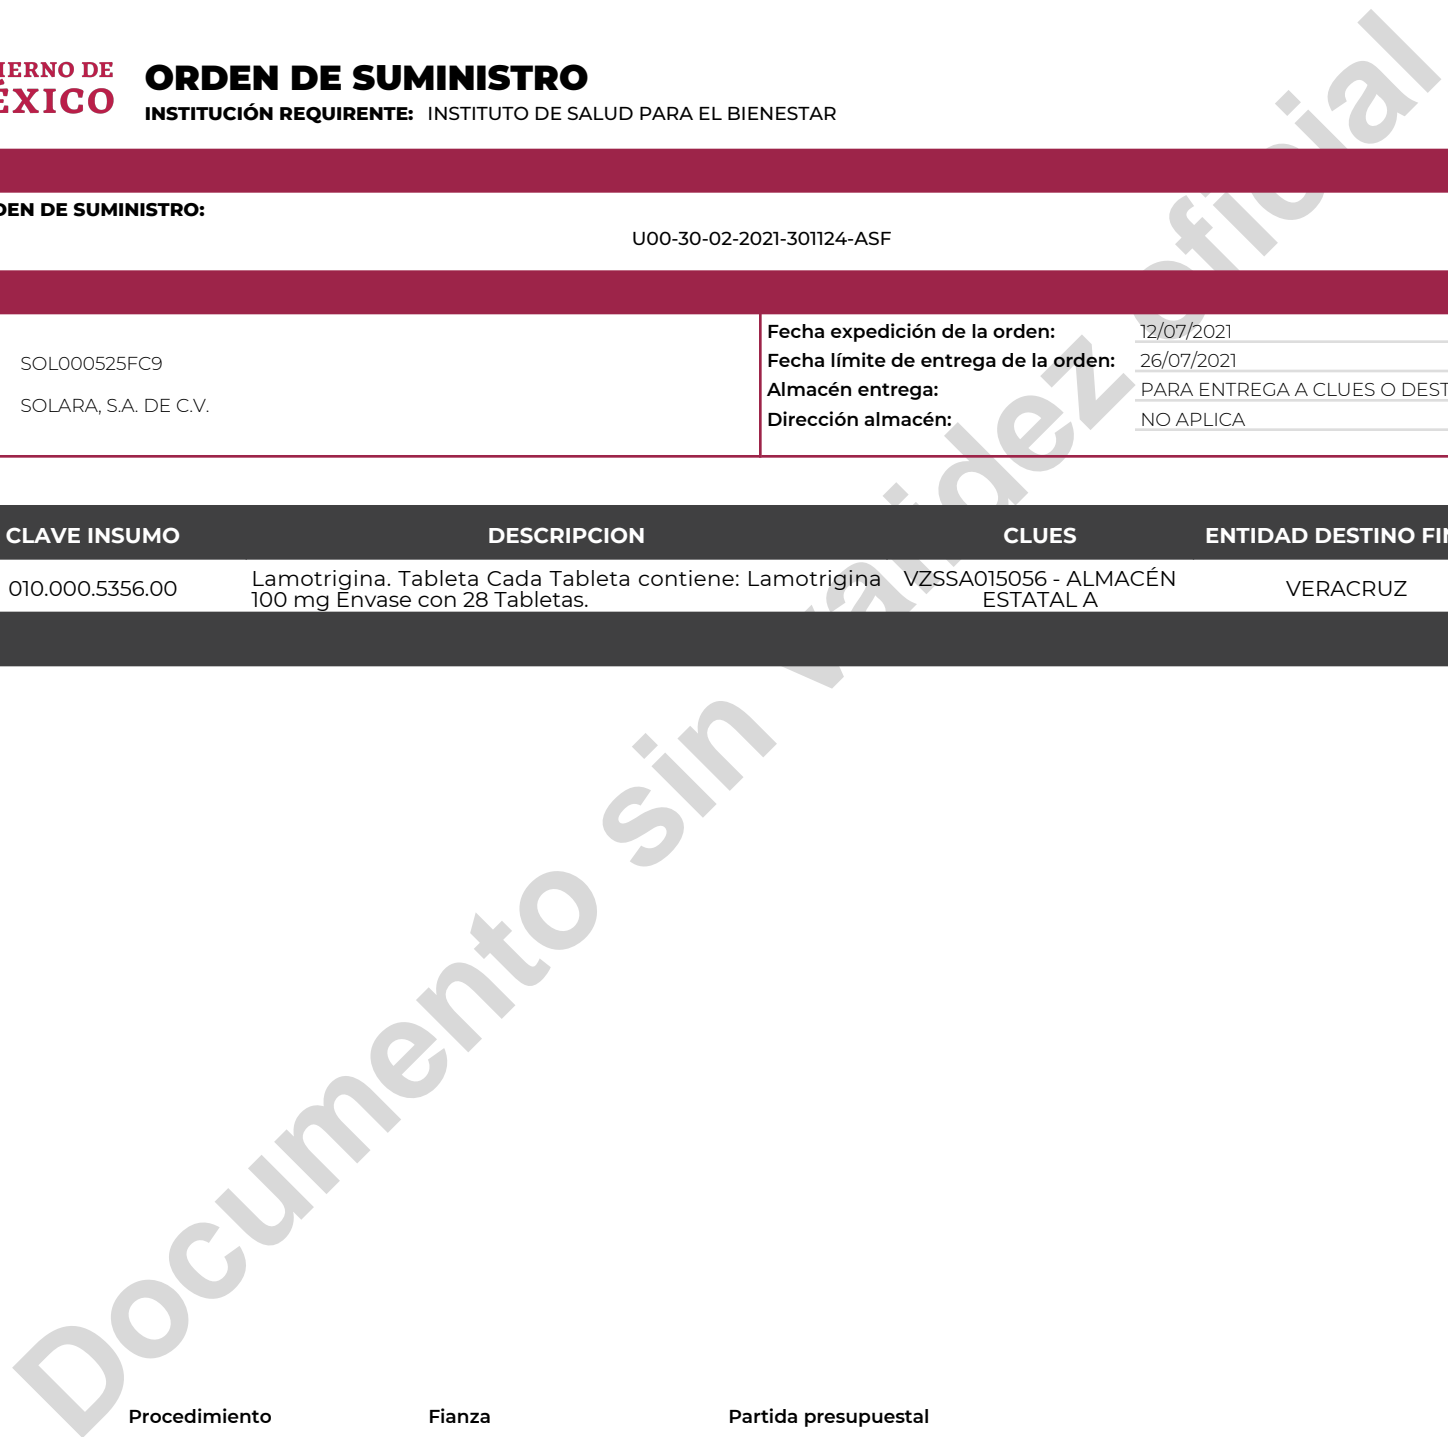 IERNO DE
ÉXICO
ORDEN DE SUMINISTRO
INSTITUCIÓN REQUIRENTE: INSTITUTO DE SALUD PARA EL BIENESTAR
DEN DE SUMINISTRO:
U00-30-02-2021-301124-ASF
SOL000525FC9
SOLARA, S.A. DE C.V.
Fecha expedición de la orden: 12/07/2021
Fecha límite de entrega de la orden: 26/07/2021
Almacén entrega: PARA ENTREGA A CLUES O DEST
Dirección almacén: NO APLICA
CLAVE INSUMO DESCRIPCION CLUES ENTIDAD DESTINO FIN
010.000.5356.00 Lamotrigina. Tableta Cada Tableta contiene: Lamotrigina 100 mg Envase con 28 Tabletas. VZSSA015056 - ALMACÉN ESTATAL A VERACRUZ
Documento sin validez oficial
Procedimiento Fianza Partida presupuestal